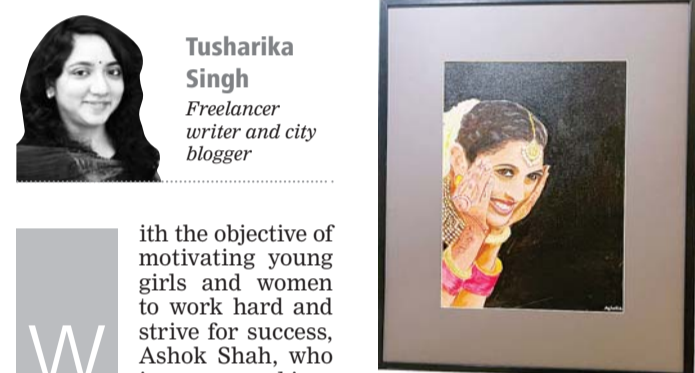 Tusharika
Singh
Freelancer
writer and city
blogger
With the objective of
motivating young
girls and women
to work hard and
strive for success,
Ashok Shah, who